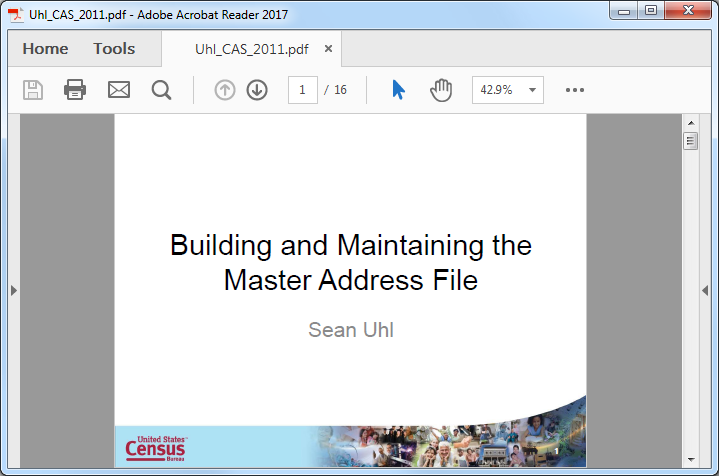 Uhl_CAS_2011.pdf - Adobe Acrobat Reader 2017
Home Tools Uhl_CAS_2011.pdf ×
1 / 16 42.9%
Building and Maintaining the
Master Address File
Sean Uhl
United States™
Census
Bureau
1